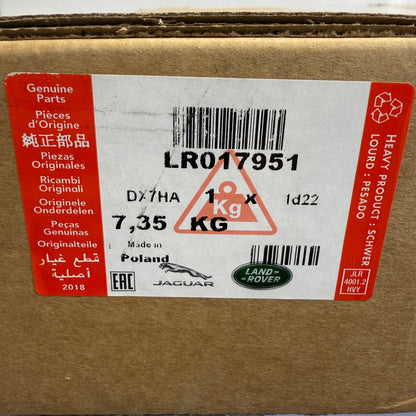 Genuine
Parts
Pièces
d'Origine
純正部品
Piezas
Originales
Ricambi
Originali
Originele
Onderdelen
Peças
Genuinas
Originalteile
قطع غيار
أصلية
2018
LR017951
DX7HA 1 x 1d22
Kg
7,35 KG
Made in
Poland
EAC
JAGUAR
LAND-
ROVER
HEAVY PRODUCT : SCHWER
LOURD : PESADO
JLR
4001.2
HVY